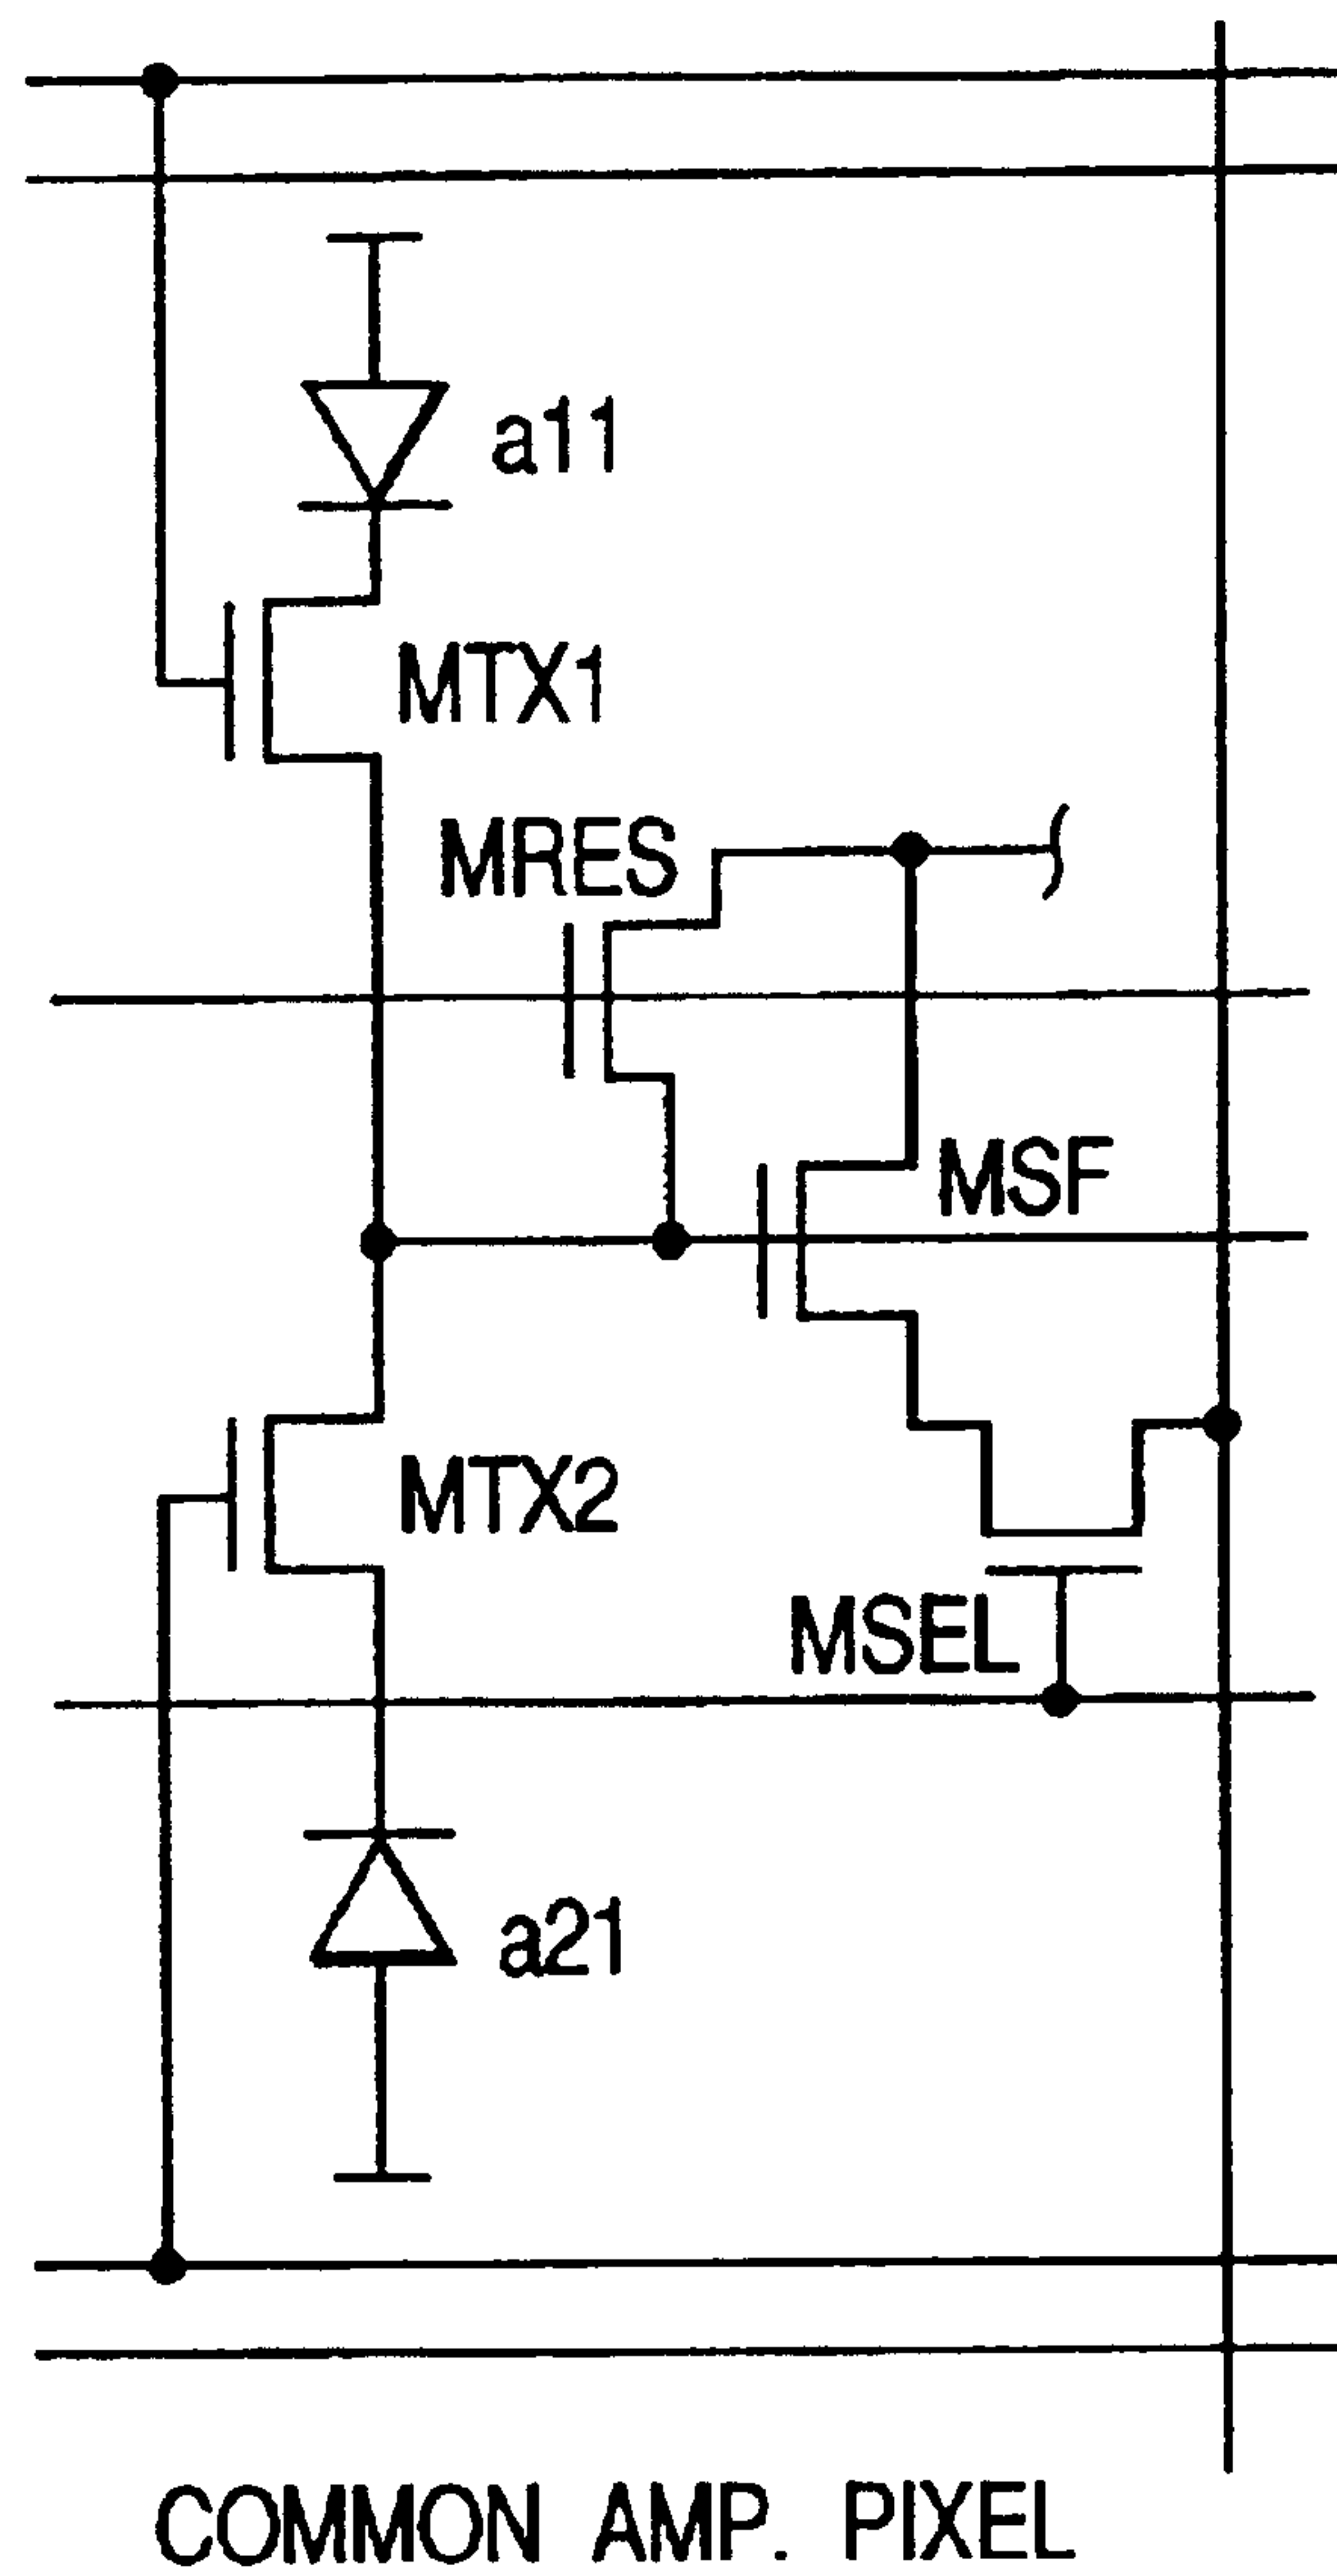 a11
MTX1
MRES
MSF
MTX2
MSEL
a21
COMMON AMP. PIXEL